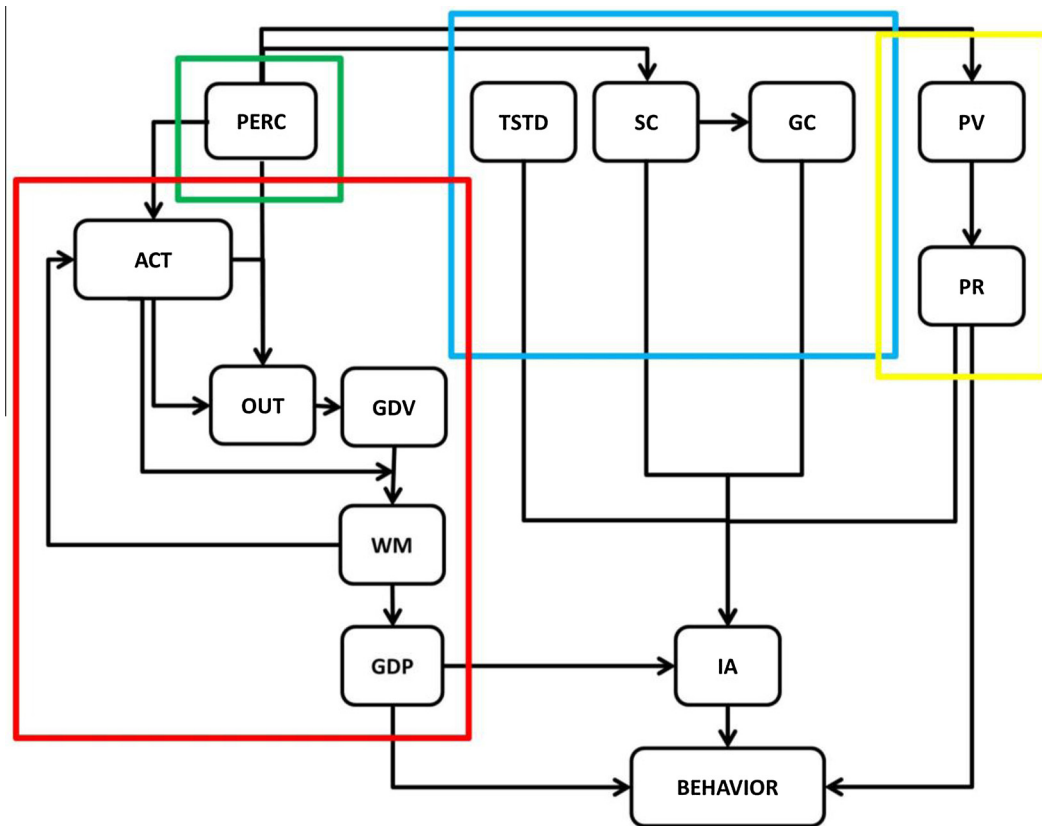 PERC
TSTD
SC
GC
PV
ACT
PR
OUT
GDV
WM
GDP
IA
BEHAVIOR